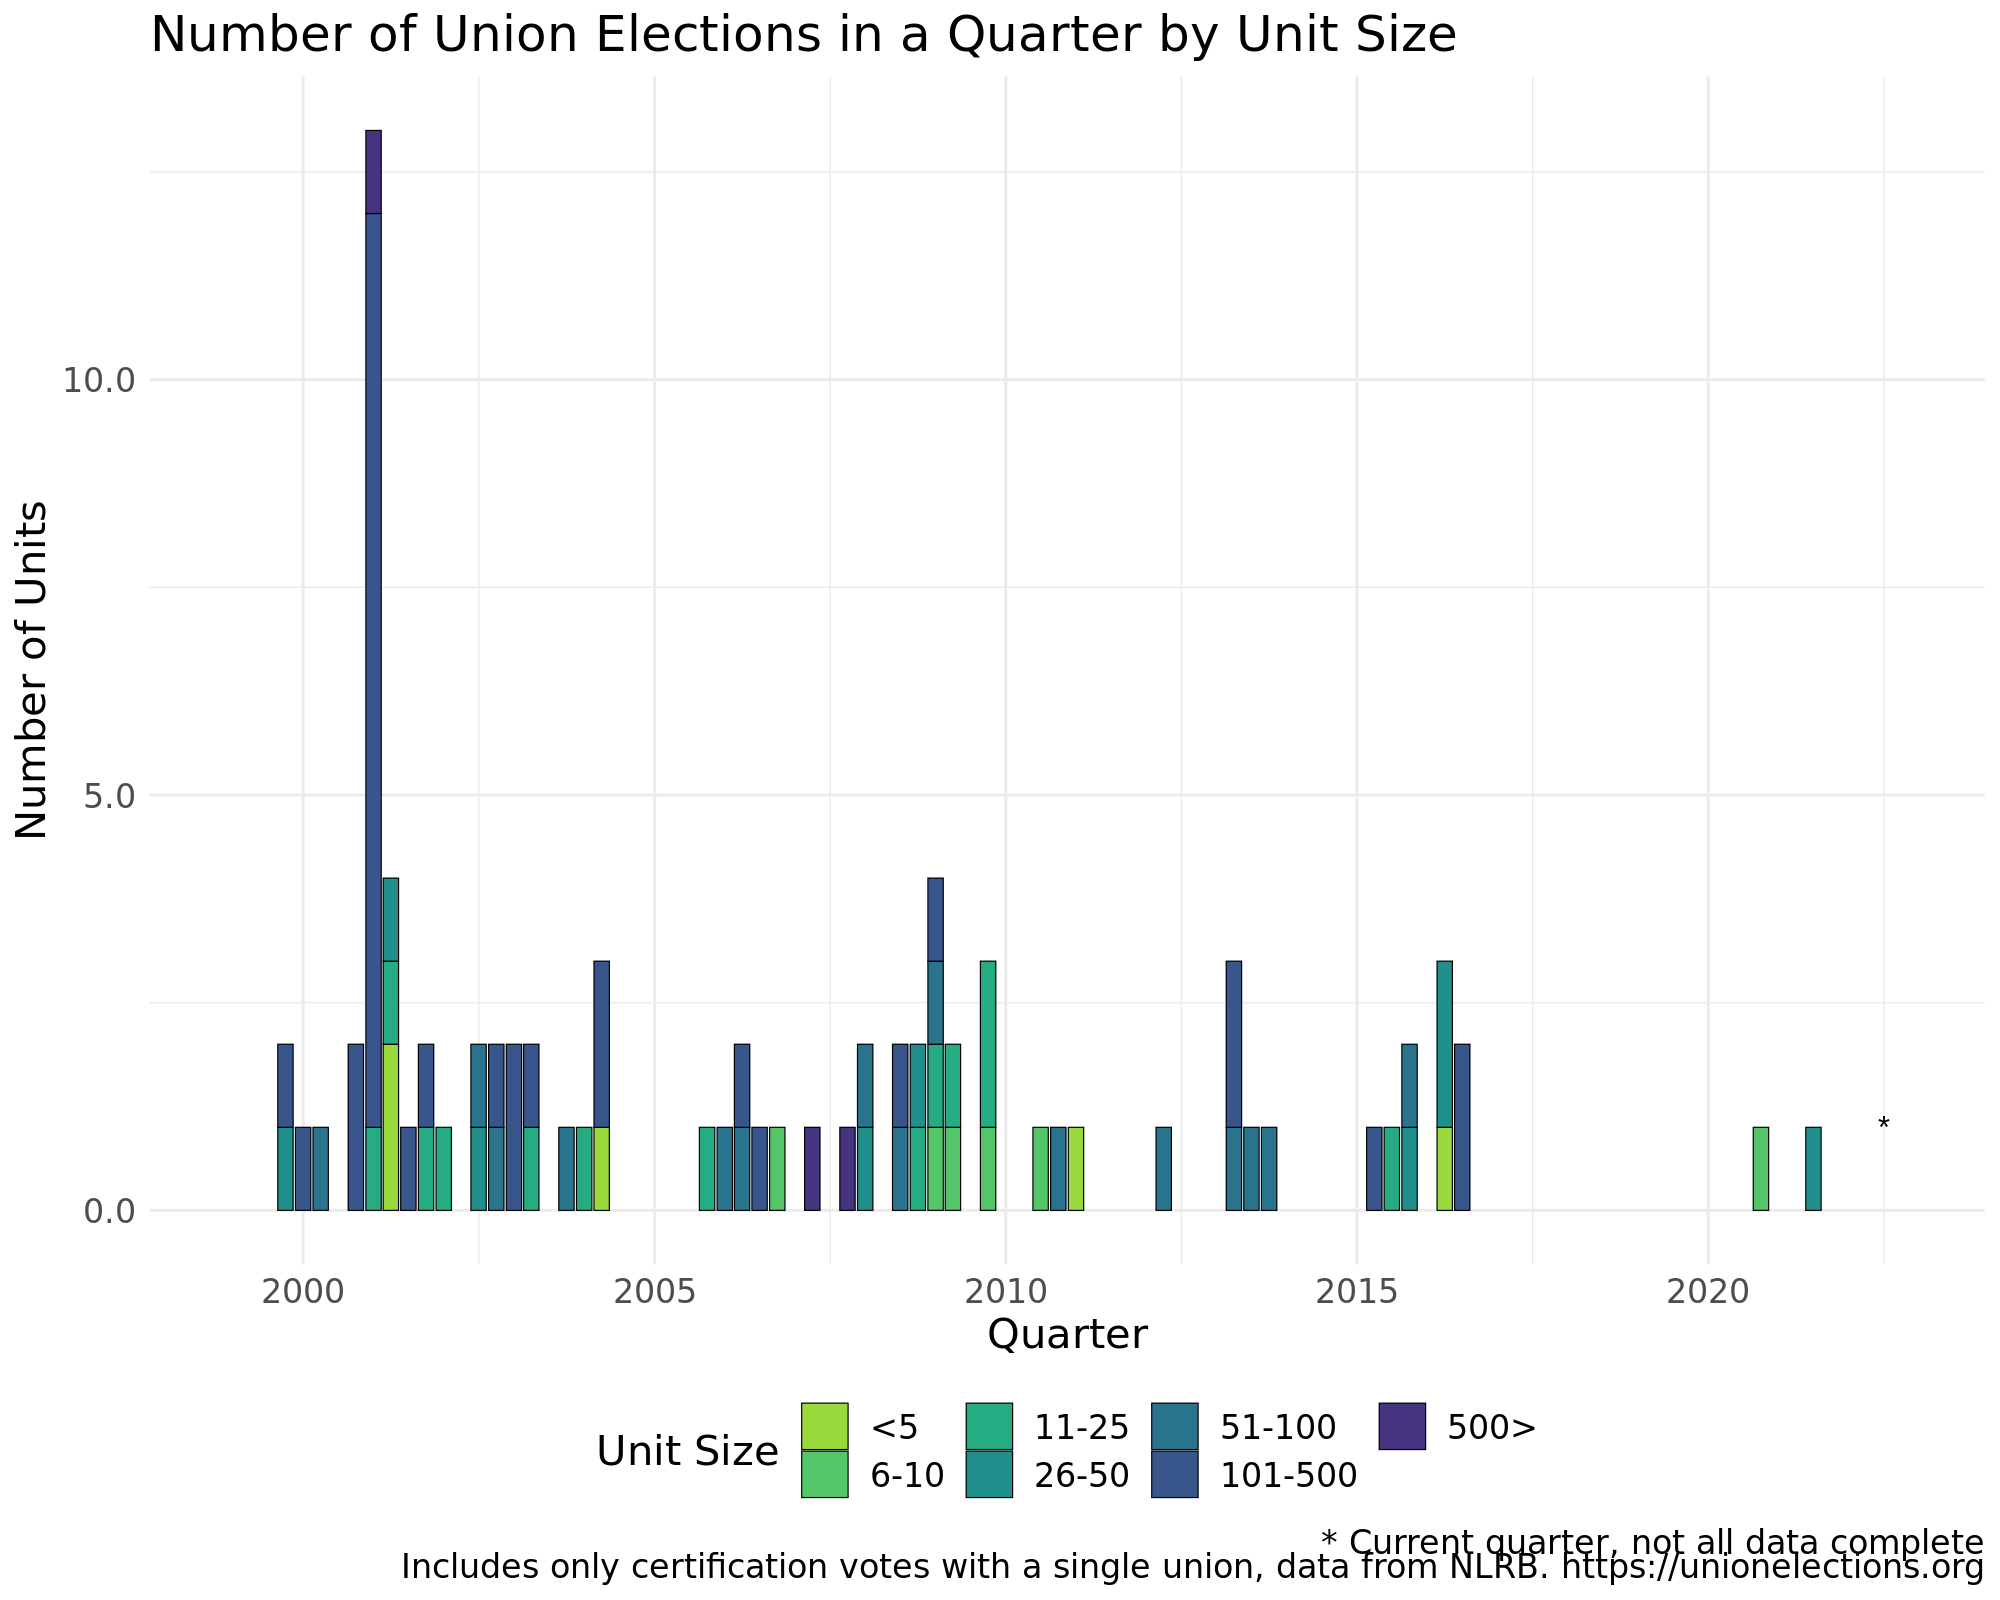 Number of Union Elections in a Quarter by Unit Size
Number of Units
10.0
5.0
0.0
*
2000 2005 2010 2015 2020
Quarter
Unit Size
<5 11-25 51-100 500>
6-10 26-50 101-500
* Current quarter, not all data complete
Includes only certification votes with a single union, data from NLRB. https://unionelections.org